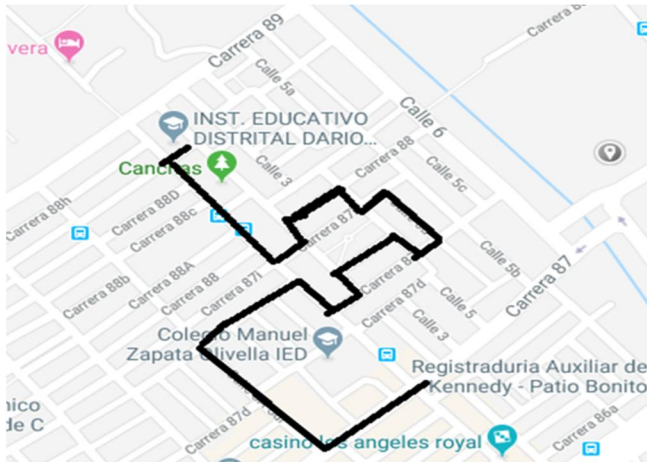 vera
Carrera 89
Calle 5a
Calle 6
INST. EDUCATIVO
DISTRITAL DARIO...
Canchas
Calle 3
Carrera 88
Calle 5c
Carrera 88h
Carrera 88D
Carrera 88c
Carrera 87
Carrera 88b
Carrera 88A
Carrera 88
Carrera 87i
Calle 5b
Carrera 87
Carrera 87d
Calle 5
Calle 3
Colegio Manuel
Zapata Olivella IED
Registraduria Auxiliar de
Kennedy - Patio Bonito
nico
de C
Carrera 87d
casino los angeles royal
Carrera 86a